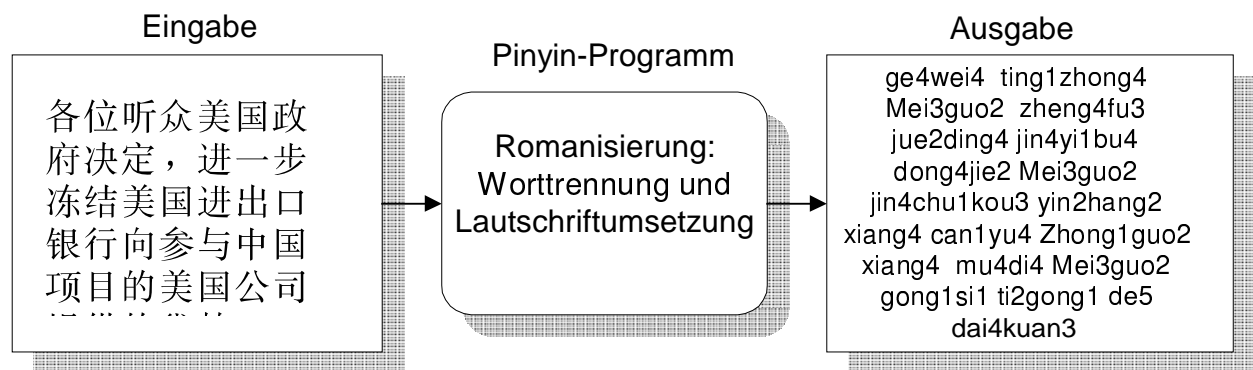 Eingabe
各位听众美国政
府决定，进一步
冻结美国进出口
银行向参与中国
项目的美国公司
Pinyin-Programm
Romanisierung:
Worttrennung und
Lautschriftumsetzung
Ausgabe
ge4wei4 ting1zhong4
Mei3guo2 zheng4fu3
jue2ding4 jin4yi1bu4
dong4jie2 Mei3guo2
jin4chu1kou3 yin2hang2
xiang4 can1yu4 Zhong1guo2
xiang4 mu4di4 Mei3guo2
gong1si1 ti2gong1 de5
dai4kuan3